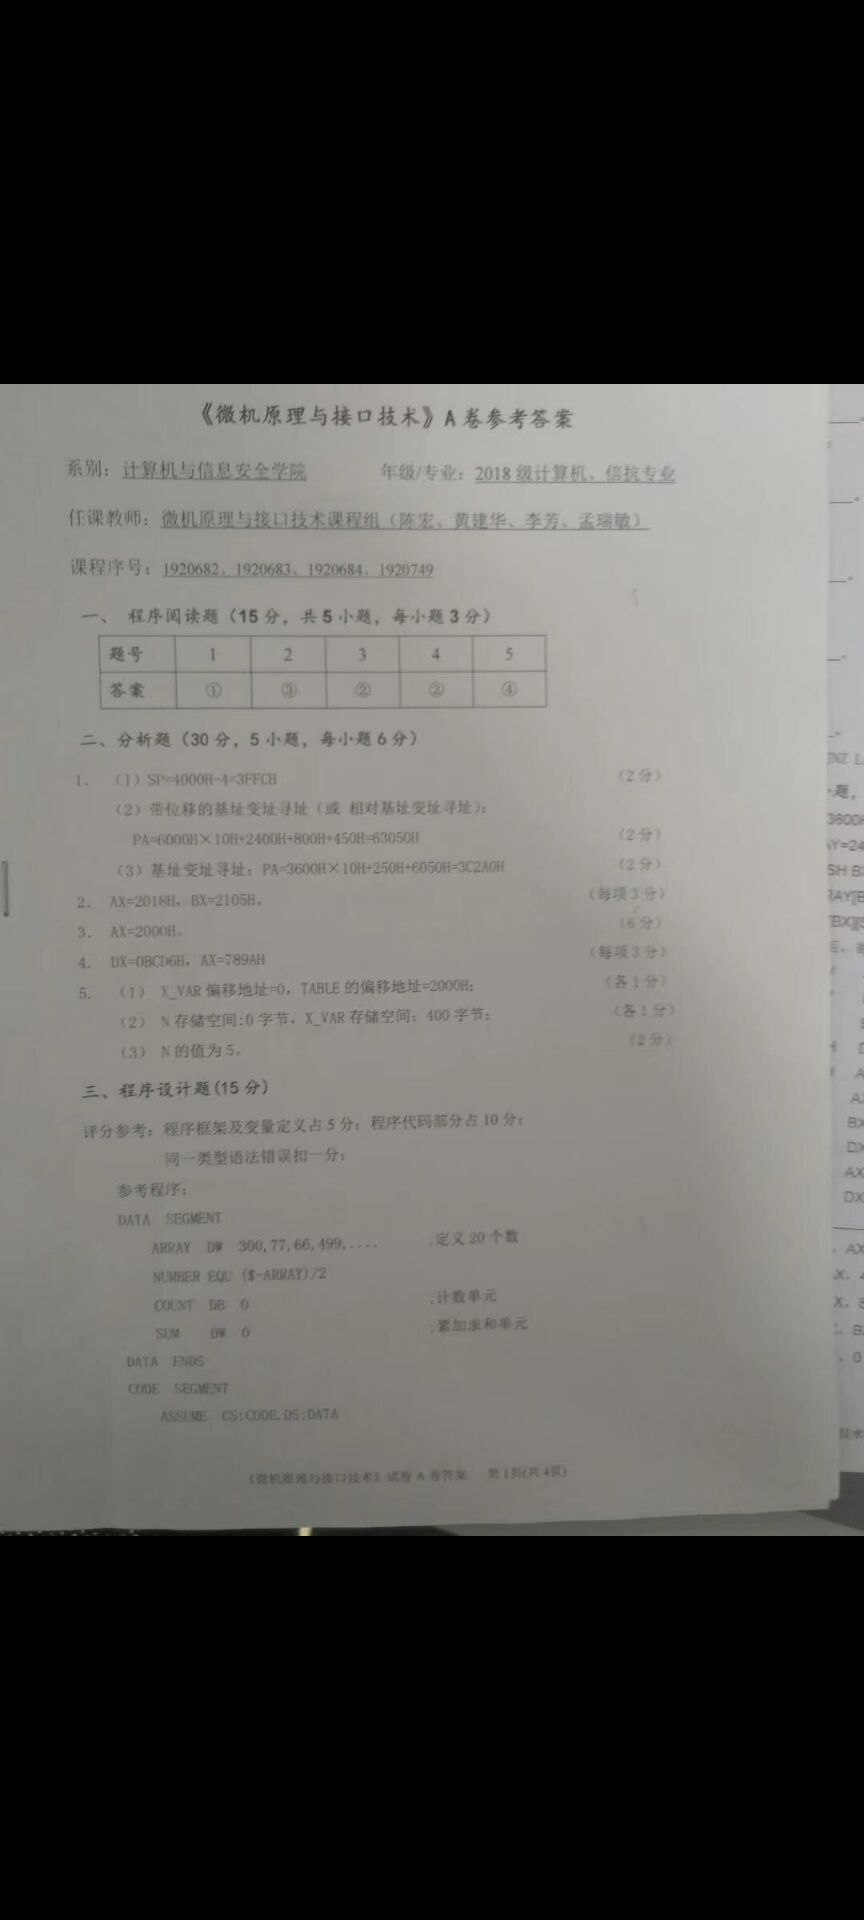 《微机原理与接口技术》A 卷参考答案
系别：计算机与信息安全学院 年级/专业：2018 级计算机、信抗专业
任课教师：微机原理与接口技术课程组（陈宏、黄建华、李芳、孟瑞敏）
课程序号：1920682、1920683、1920684、1920749
一、 程序阅读题（15 分，共 5 小题，每小题 3 分）
题号 1 2 3 4 5
答案 ① ③ ② ② ④
二、分析题（30 分，5 小题，每小题 6 分）
1. （1）SP=4000H-4=3FFCH （2 分）
（2）带位移的基址变址寻址（或 相对基址变址寻址）；
PA=6000H×10H+2400H+800H+450H=63050H （2 分）
（3）基址变址寻址；PA=3600H×10H+250H+6050H=3C2A0H （2 分）
2. AX=2018H，BX=2105H。 （每项 3 分）
3. AX=2000H。 （6 分）
4. DX=0BCD6H，AX=789AH （每项 3 分）
5. （1） X_VAR 偏移地址=0，TABLE 的偏移地址=2000H； （各 1 分）
（2） N 存储空间:0 字节，X_VAR 存储空间：400 字节； （各 1 分）
（3） N 的值为 5。 （2 分）
三、程序设计题(15 分)
评分参考：程序框架及变量定义占 5 分；程序代码部分占 10 分；
同一类型语法错误扣一分；
参考程序：
DATA SEGMENT
ARRAY DW 300,77,66,499,.... ;定义 20 个数
NUMBER EQU ($-ARRAY)/2
COUNT DB 0 ;计数单元
SUM DW 0 ;累加求和单元
DATA ENDS
CODE SEGMENT
ASSUME CS:CODE,DS:DATA
《微机原理与接口技术》试卷 A 卷答案 第 1页(共 4页)